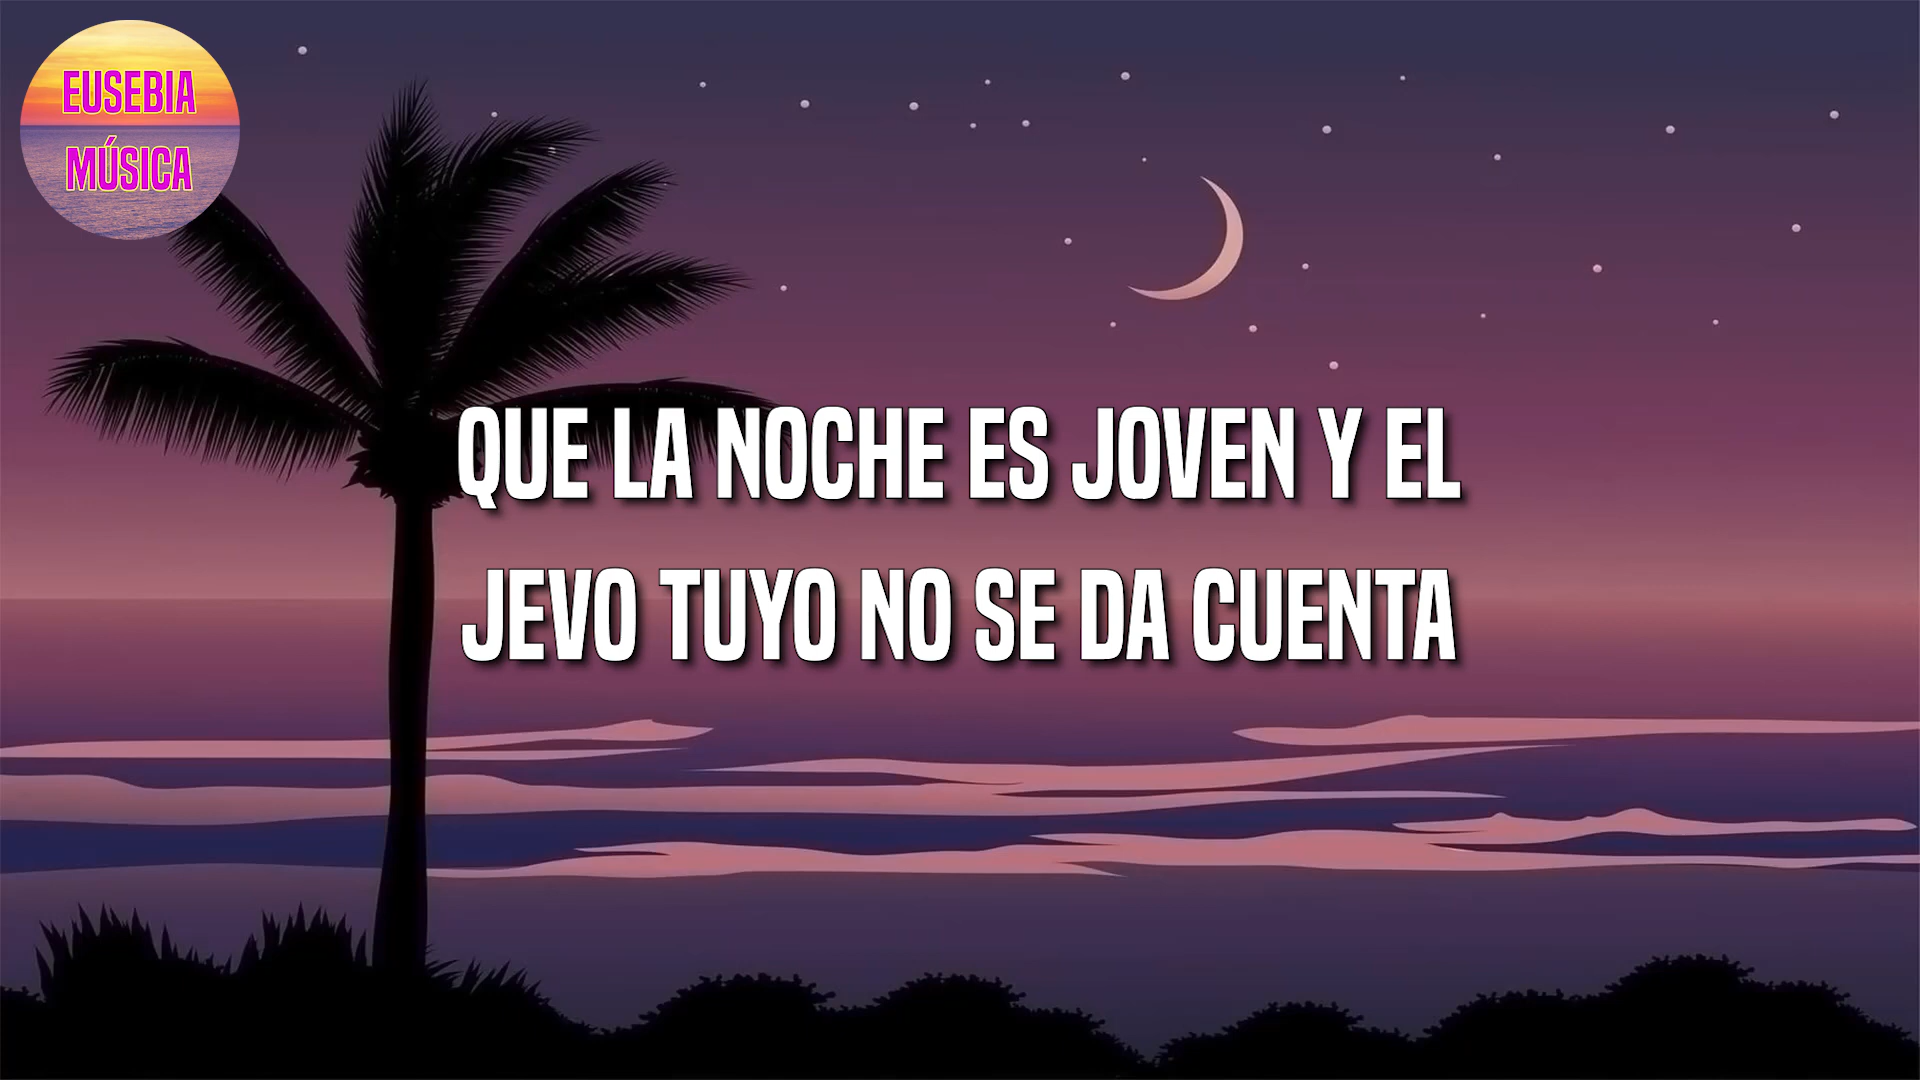 EUSEBIA
MÚSICA
QUE LA NOCHE ES JOVEN Y EL
JEVO TUYO NO SE DA CUENTA